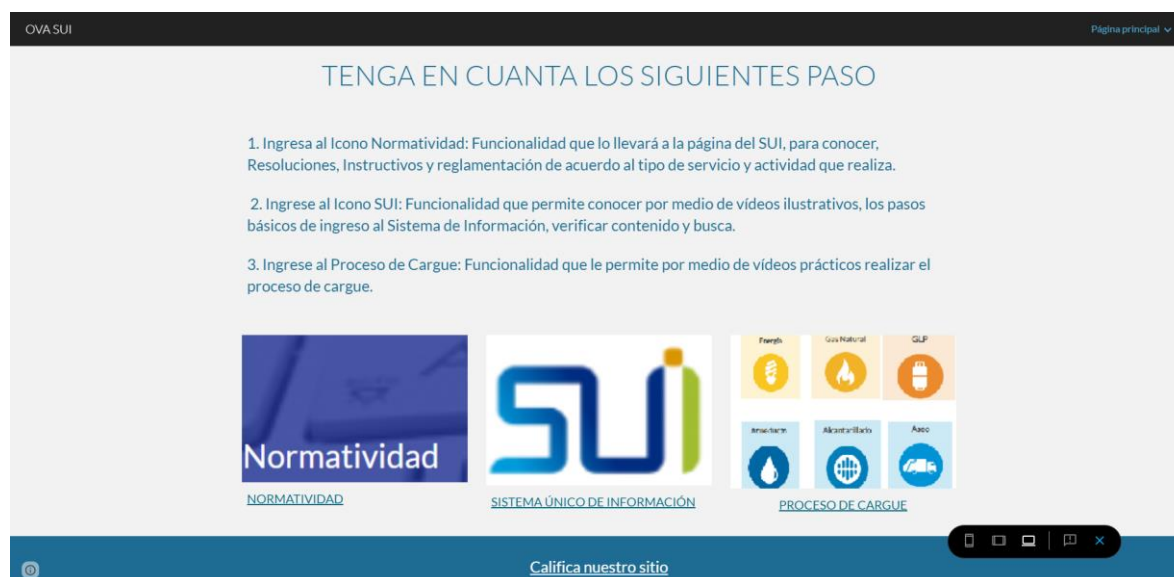 OVA SUI
Página principal
TENGA EN CUANTA LOS SIGUIENTES PASO
1. Ingresa al Icono Normatividad: Funcionalidad que lo llevará a la página del SUI, para conocer,
Resoluciones, Instructivos y reglamentación de acuerdo al tipo de servicio y actividad que realiza.
2. Ingrese al Icono SUI: Funcionalidad que permite conocer por medio de vídeos ilustrativos, los pasos
básicos de ingreso al Sistema de Información, verificar contenido y busca.
3. Ingrese al Proceso de Cargue: Funcionalidad que le permite por medio de vídeos prácticos realizar el
proceso de cargue.
Energía Gas Natural GLP
sui
Alcantarillado Aseo
Normatividad
NORMATIVIDAD
SISTEMA ÚNICO DE INFORMACIÓN
PROCESO DE CARGUE
Califica nuestro sitio